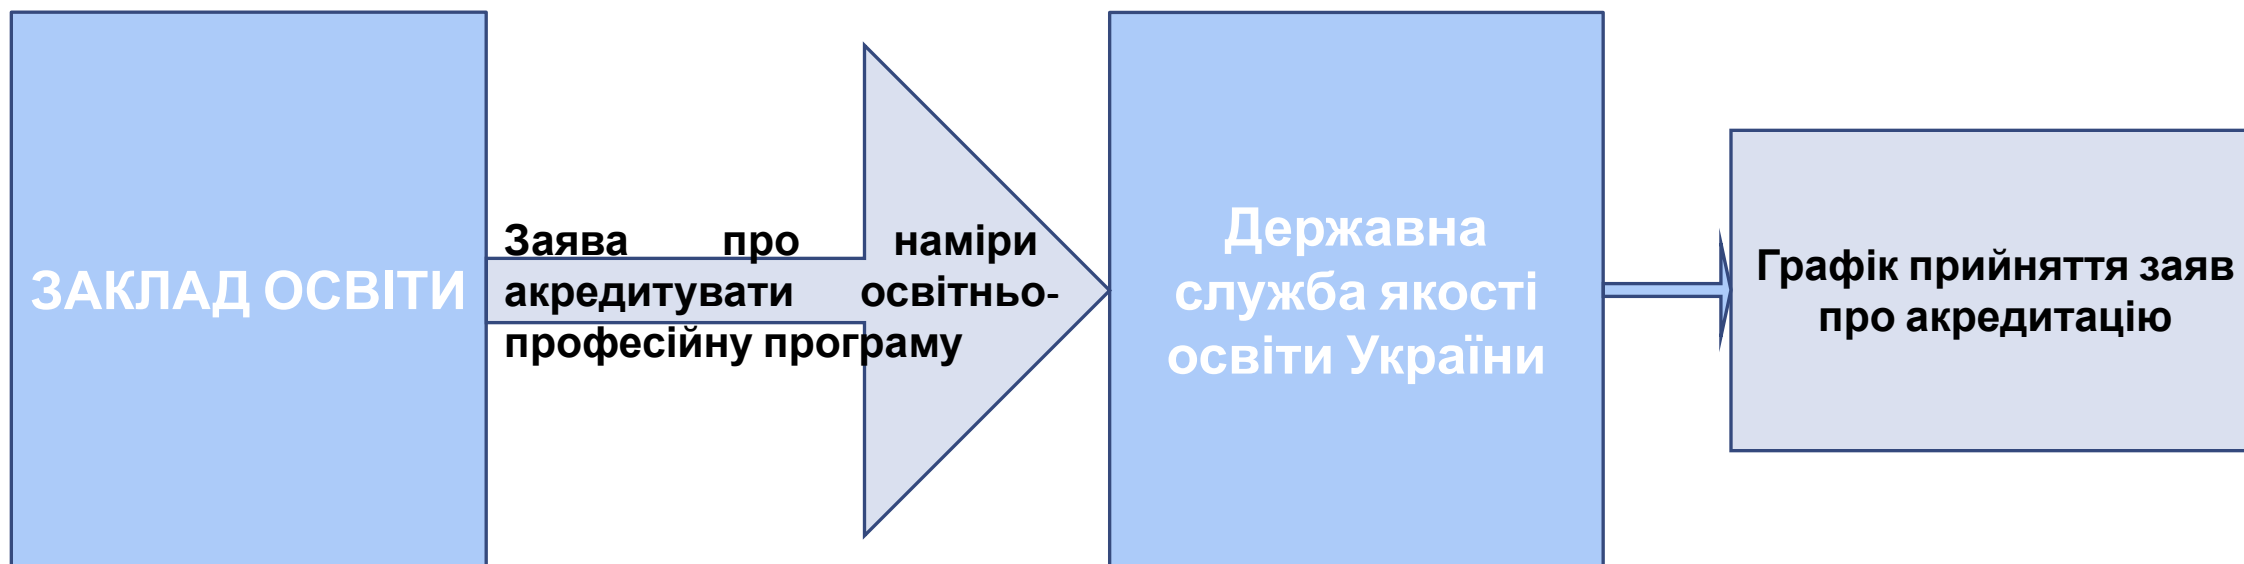 ЗАКЛАД ОСВІТИ
Заява про наміри
акредитувати освітньо-
професійну програму
Державна
служба якості
освіти України
Графік прийняття заяв
про акредитацію